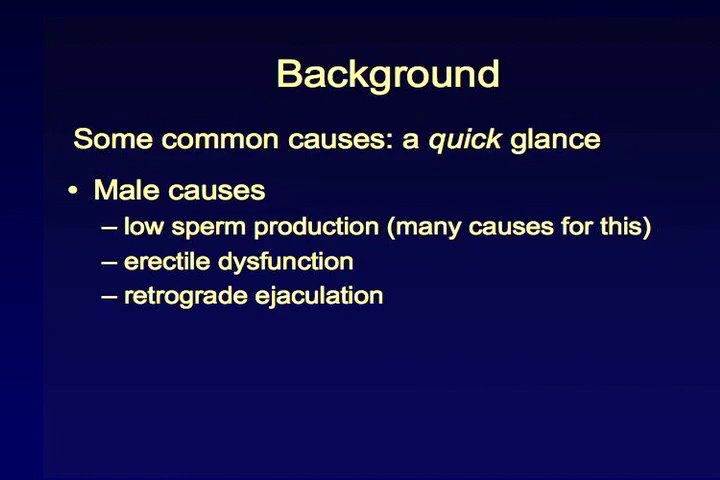 Background
Some common causes: a quick glance
• Male causes
– low sperm production (many causes for this)
– erectile dysfunction
– retrograde ejaculation